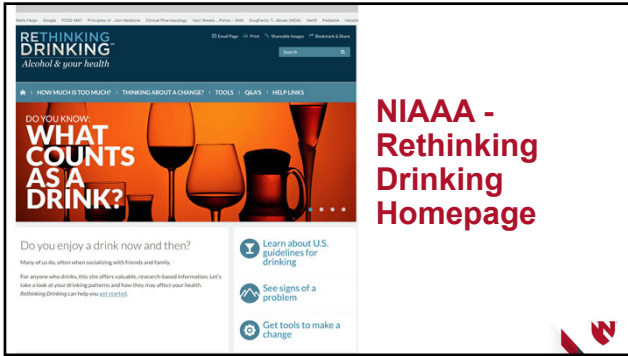 Wells Fargo Google PCSS-MAT Principles of ...tion Medicine Clinical Pharmacology Fact Sheets ... DrugFacts: ...Abuse (NIDA) Pediatric
RETHINKING
DRINKING™
Alcohol & your health
Email Page Print Shareable Images Bookmark & Share
Search
HOW MUCH IS TOO MUCH? | THINKING ABOUT A CHANGE? | TOOLS | Q&A'S | HELP LINKS
DO YOU KNOW:
WHAT
COUNTS
AS A
DRINK?
NIAAA -
Rethinking
Drinking
Homepage
Do you enjoy a drink now and then?
Many of us do, often when socializing with friends and family.
For anyone who drinks, this site offers valuable, research-based information. Let's
take a look at your drinking patterns and how they may affect your health.
Rethinking Drinking can help you get started.
Learn about U.S.
guidelines for
drinking
See signs of a
problem
Get tools to make a
change
N